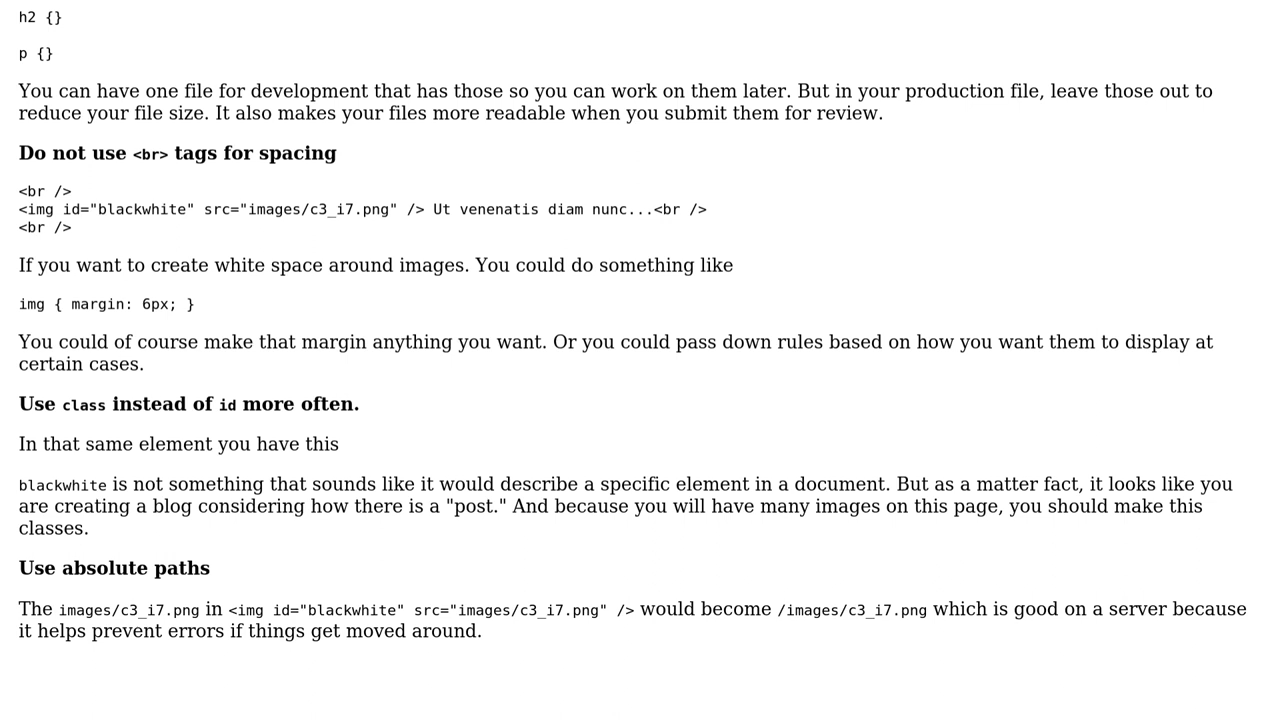 h2 {}
p {}
You can have one file for development that has those so you can work on them later. But in your production file, leave those out to
reduce your file size. It also makes your files more readable when you submit them for review.
Do not use <br> tags for spacing
<br />
<img id="blackwhite" src="images/c3_i7.png" /> Ut venenatis diam nunc...<br />
<br />
If you want to create white space around images. You could do something like
img { margin: 6px; }
You could of course make that margin anything you want. Or you could pass down rules based on how you want them to display at
certain cases.
Use class instead of id more often.
In that same element you have this
blackwhite is not something that sounds like it would describe a specific element in a document. But as a matter fact, it looks like you
are creating a blog considering how there is a "post." And because you will have many images on this page, you should make this
classes.
Use absolute paths
The images/c3_i7.png in <img id="blackwhite" src="images/c3_i7.png" /> would become /images/c3_i7.png which is good on a server because
it helps prevent errors if things get moved around.